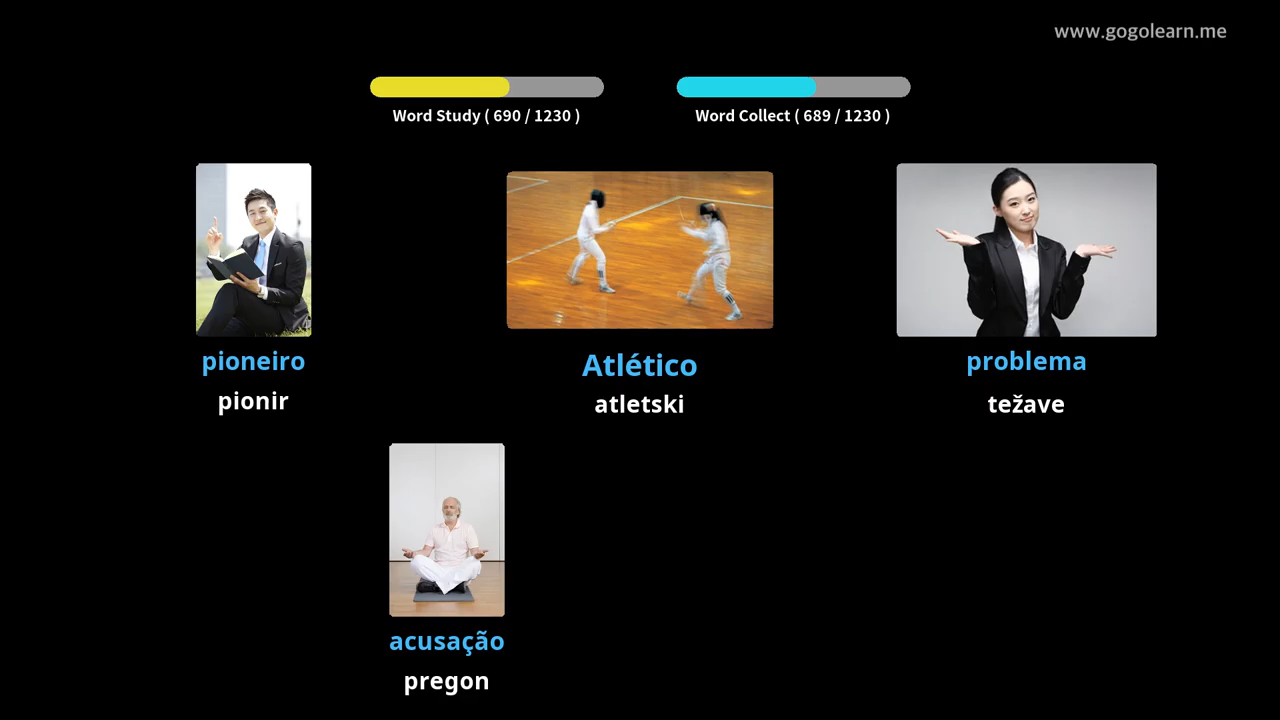 www.gogolearn.me
Word Study ( 690 / 1230 )
Word Collect ( 689 / 1230 )
pioneiro
pionir
Atlético
atletski
problema
težave
acusação
pregon